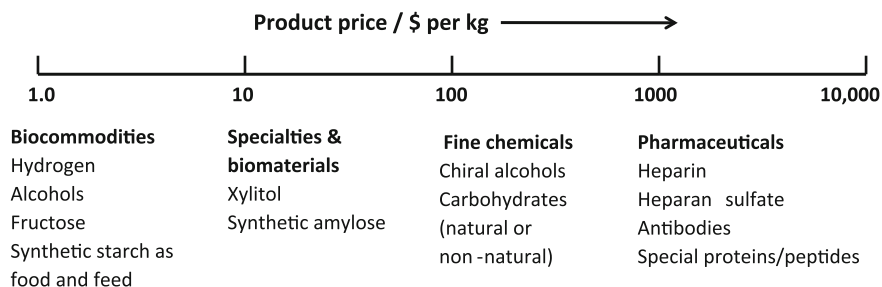 Product price / $ per kg
1.0 10 100 1000 10,000
Biocommodities
Hydrogen
Alcohols
Fructose
Synthetic starch as
food and feed
Specialties &
biomaterials
Xylitol
Synthetic amylose
Fine chemicals
Chiral alcohols
Carbohydrates
(natural or
non-natural)
Pharmaceuticals
Heparin
Heparan sulfate
Antibodies
Special proteins/peptides